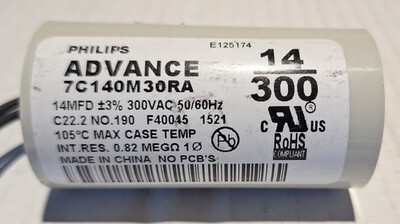 PHILIPS
E125174
ADVANCE
7C140M30RA
14
300
14MFD ±3% 300VAC 50/60Hz
C22.2 NO.190 F40045 1521
C UR US
105°C MAX CASE TEMP
RoHS
COMPLIANT
INT.RES. 0.82 MEGΩ 1Ø
MADE IN CHINA NO PCB'S